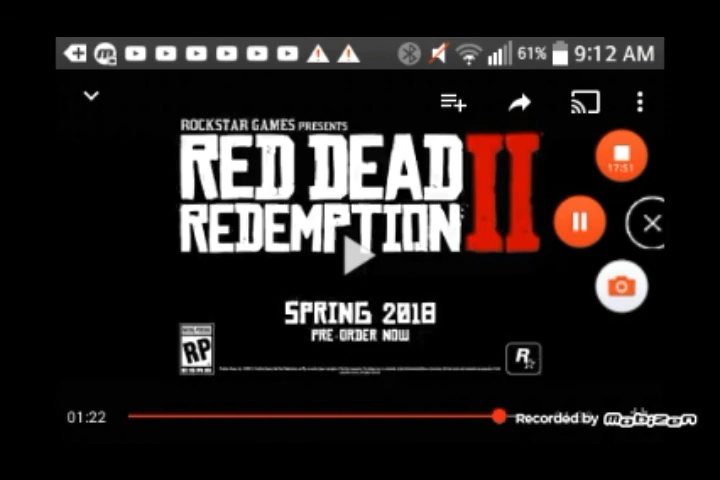 61% 9:12 AM
ROCKSTAR GAMES PRESENTS
RED DEAD
REDEMPTION II
17:51
SPRING 2018
PRE-ORDER NOW
RP
R
01:22
Recorded by Mobizen